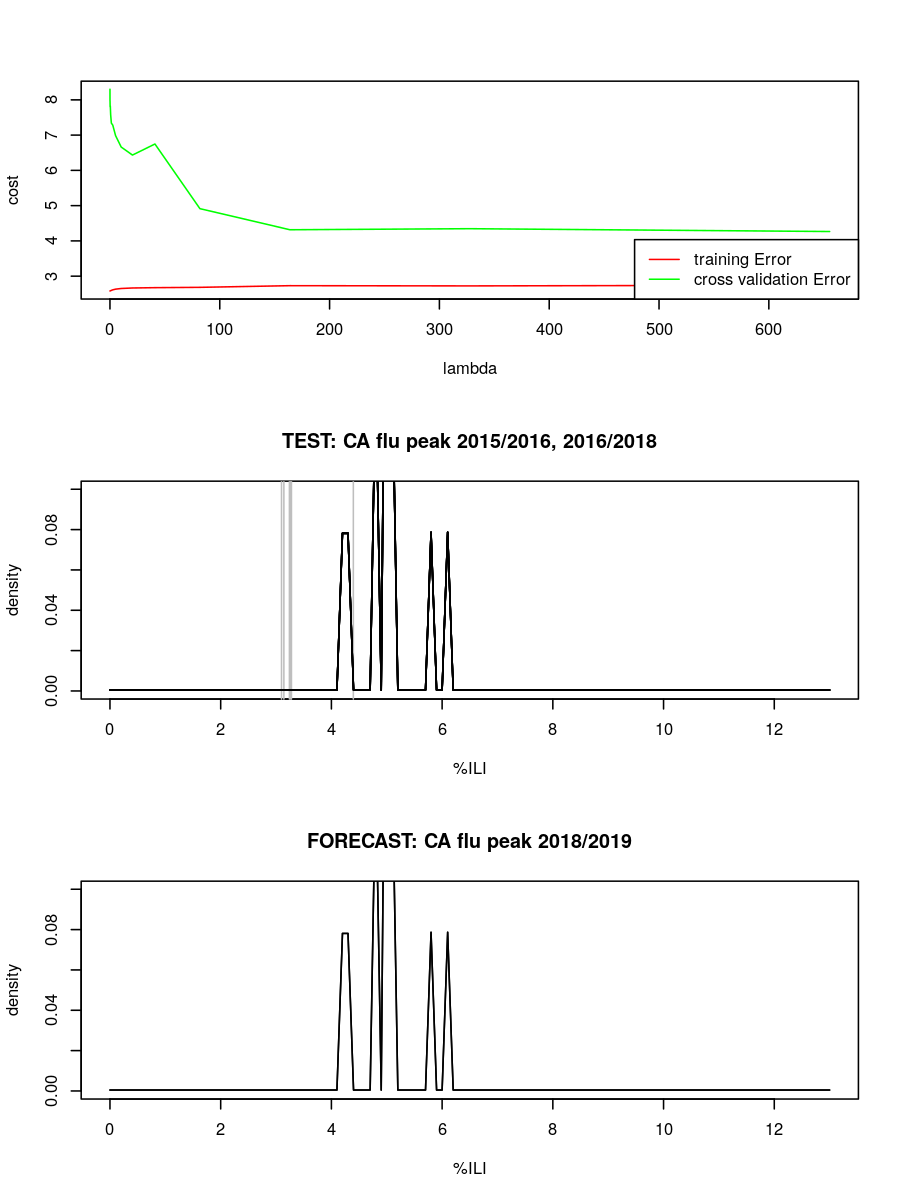 8
7
6
5
4
3
cost
training Error
cross validation Error
0 100 200 300 400 500 600
lambda
TEST: CA flu peak 2015/2016, 2016/2018
0.08
0.04
0.00
density
0 2 4 6 8 10 12
%ILI
FORECAST: CA flu peak 2018/2019
0.08
0.04
0.00
density
0 2 4 6 8 10 12
%ILI